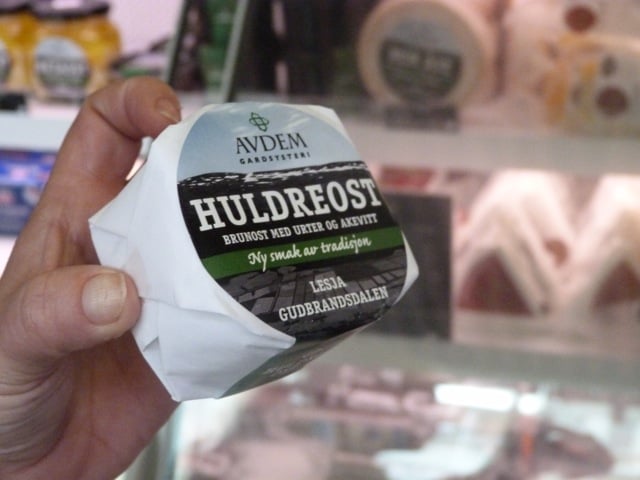 AVDEM
GARDSYSTERI
HULDREOST
BRUNOST MED URTER OG AKEVITT
Ny smak av tradisjon
LESJA
GUDBRANDSDALEN